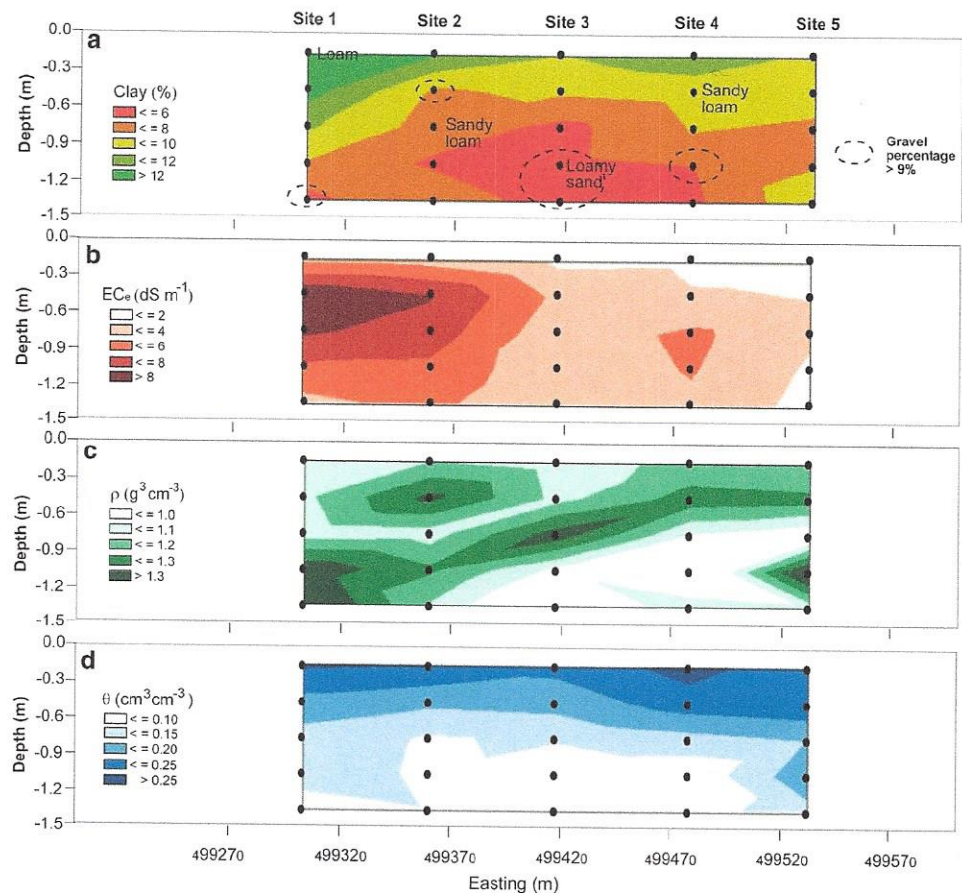 Site 1 Site 2 Site 3 Site 4 Site 5
0.0
a
Loam
-0.3
Clay (%)
< = 6
< = 8
< = 10
< = 12
> 12
-0.6
-0.9
-1.2
-1.5
Depth (m)
Sandy
loam
Sandy
loam
Loamy
sand
Gravel
percentage
> 9%
0.0
b
-0.3
ECe (dS m-1)
< = 2
< = 4
< = 6
< = 8
> 8
-0.6
-0.9
-1.2
-1.5
Depth (m)
0.0
c
-0.3
ρ (g3 cm-3)
< = 1.0
< = 1.1
< = 1.2
< = 1.3
> 1.3
-0.6
-0.9
-1.2
-1.5
Depth (m)
0.0
d
-0.3
θ (cm3cm-3)
< = 0.10
< = 0.15
< = 0.20
< = 0.25
> 0.25
-0.6
-0.9
-1.2
-1.5
Depth (m)
499270 499320 499370 499420 499470 499520 499570
Easting (m)